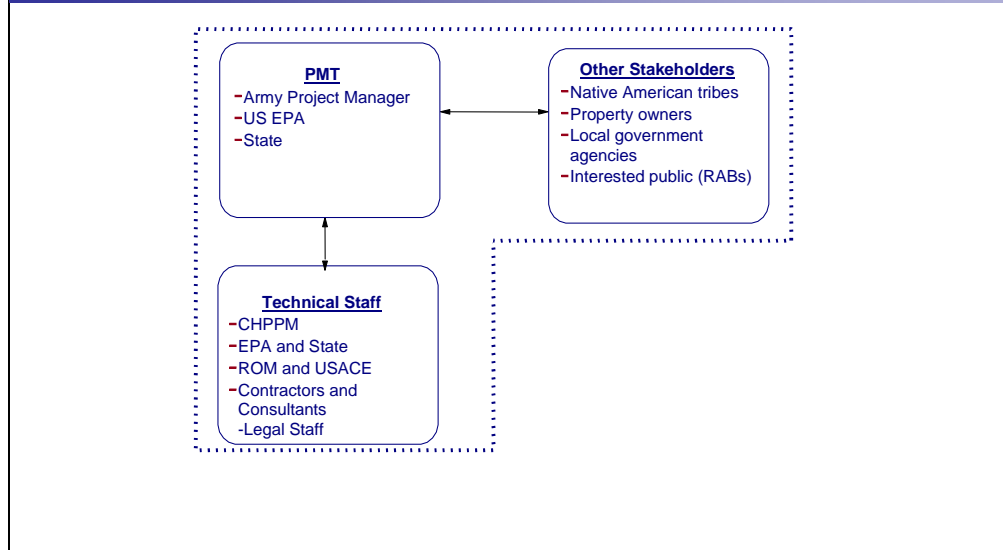 PMT
-Army Project Manager
-US EPA
-State
Other Stakeholders
-Native American tribes
-Property owners
-Local government
agencies
-Interested public (RABs)
Technical Staff
-CHPPM
-EPA and State
-ROM and USACE
-Contractors and
Consultants
-Legal Staff